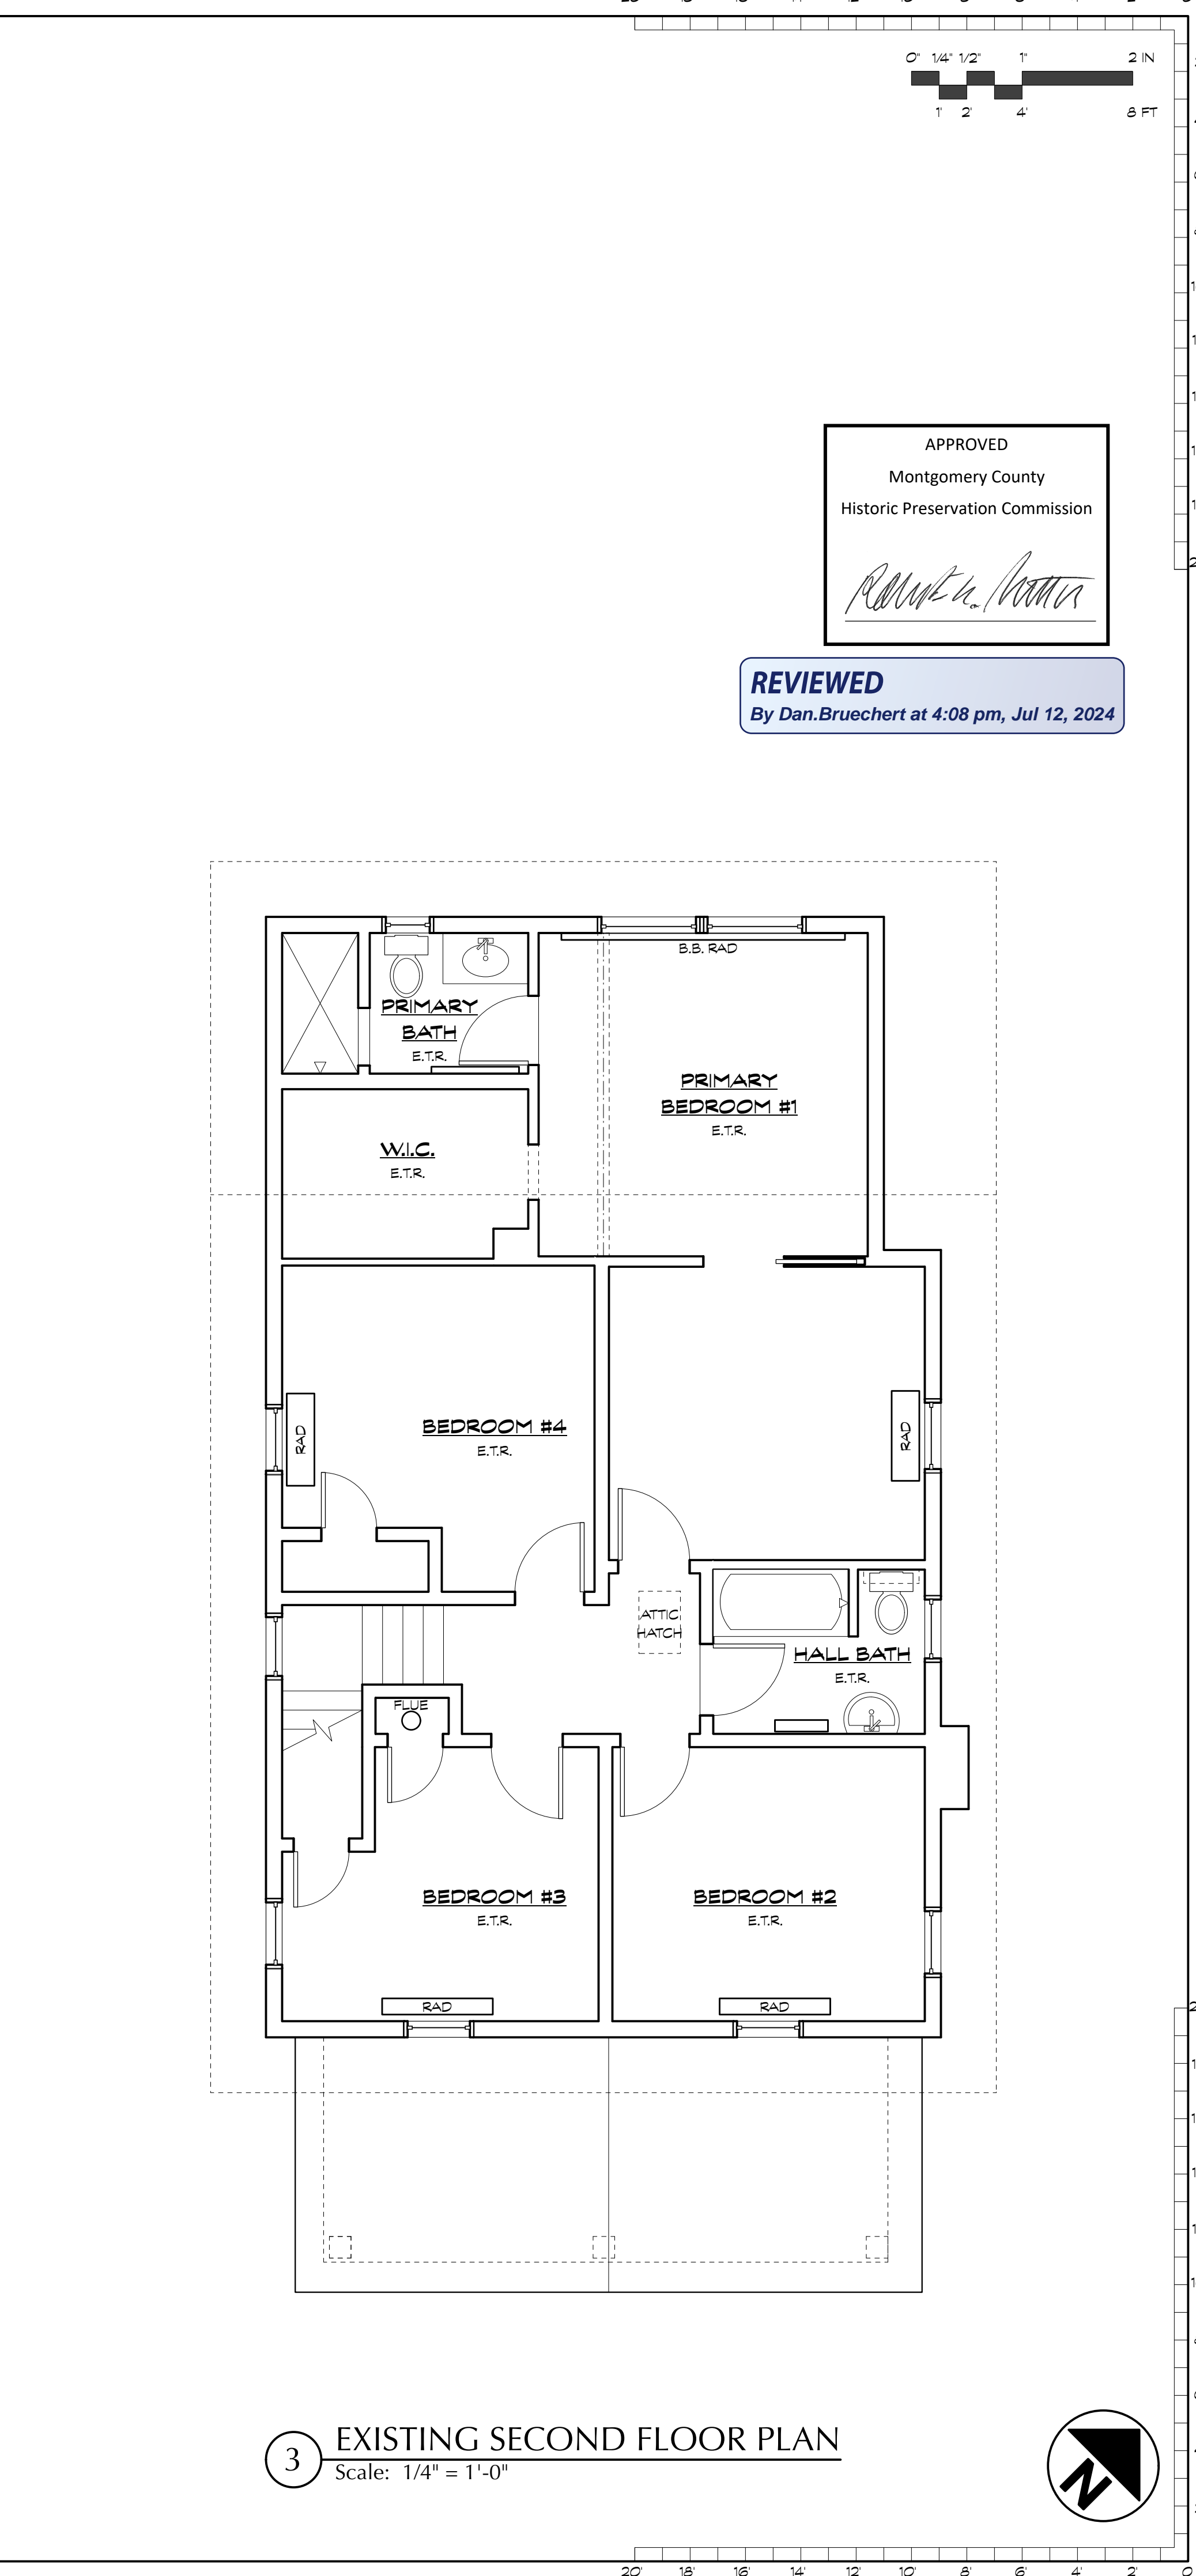 0" 1/4" 1/2" 1" 2 IN
1' 2' 4' 8 FT
APPROVED
Montgomery County
Historic Preservation Commission
REVIEWED
By Dan.Bruechert at 4:08 pm, Jul 12, 2024
B.B. RAD
PRIMARY
BATH
E.T.R.
PRIMARY
BEDROOM #1
E.T.R.
W.I.C.
E.T.R.
RAD
BEDROOM #4
E.T.R.
RAD
ATTIC
HATCH
HALL BATH
E.T.R.
FLUE
BEDROOM #3
E.T.R.
BEDROOM #2
E.T.R.
RAD
RAD
3
EXISTING SECOND FLOOR PLAN
Scale: 1/4" = 1'-0"
N
20' 18' 16' 14' 12' 10' 8' 6' 4' 2' 0